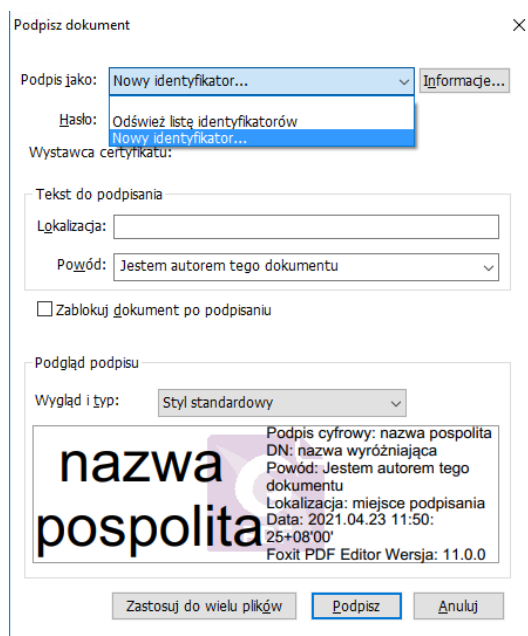 Podpisz dokument
Podpis jako: Nowy identyfikator... Informacje...
Hasło: Odśwież listę identyfikatorów
Nowy identyfikator...
Wystawca certyfikatu:
Tekst do podpisania
Lokalizacja:
Powód: Jestem autorem tego dokumentu
Zablokuj dokument po podpisaniu
Podgląd podpisu
Wygląd i typ: Styl standardowy
nazwa
pospolita
Podpis cyfrowy: nazwa pospolita
DN: nazwa wyróżniająca
Powód: Jestem autorem tego
dokumentu
Lokalizacja: miejsce podpisania
Data: 2021.04.23 11:50:
25+08'00'
Foxit PDF Editor Wersja: 11.0.0
Zastosuj do wielu plików Podpisz Anuluj